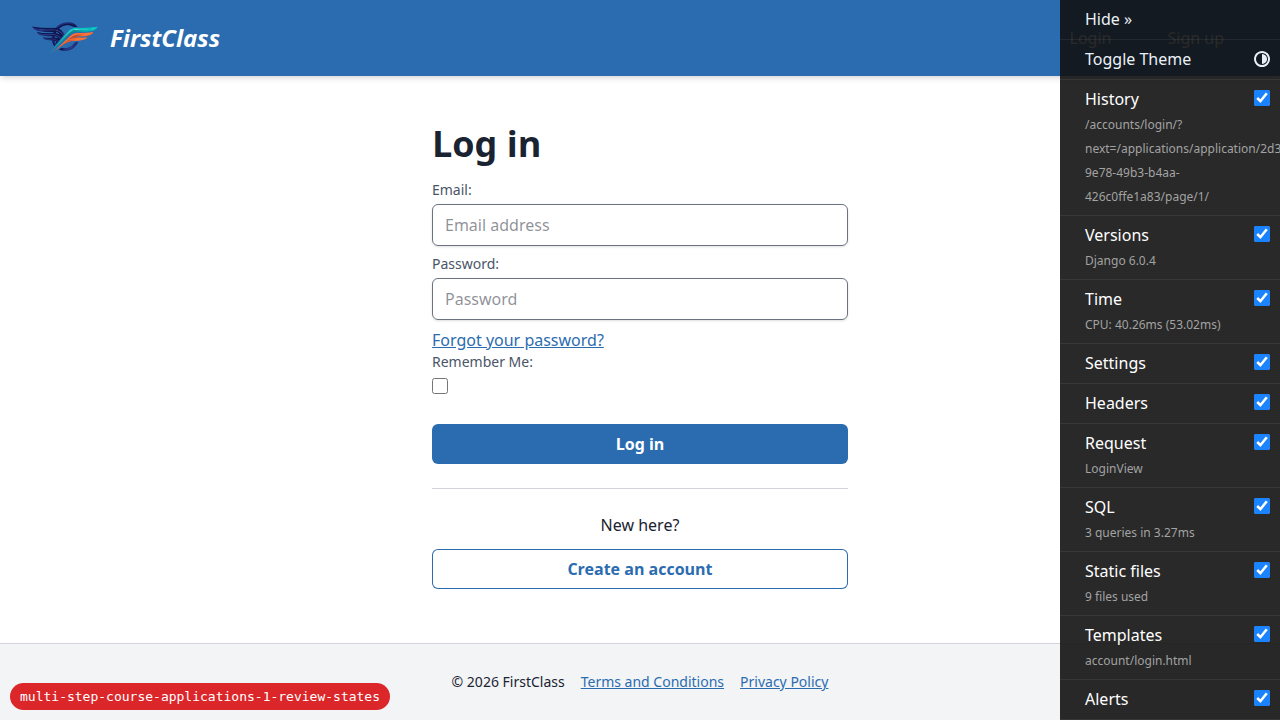 FirstClass
Login
Sign up
Log in
Email:
Email address
Password:
Password
Forgot your password?
Remember Me:
Log in
New here?
Create an account
© 2026 FirstClass
Terms and Conditions
Privacy Policy
multi-step-course-applications-1-review-states
Hide »
Toggle Theme
History
/accounts/login/?
next=/applications/application/2d3
9e78-49b3-b4aa-
426c0ffe1a83/page/1/
Versions
Django 6.0.4
Time
CPU: 40.26ms (53.02ms)
Settings
Headers
Request
LoginView
SQL
3 queries in 3.27ms
Static files
9 files used
Templates
account/login.html
Alerts